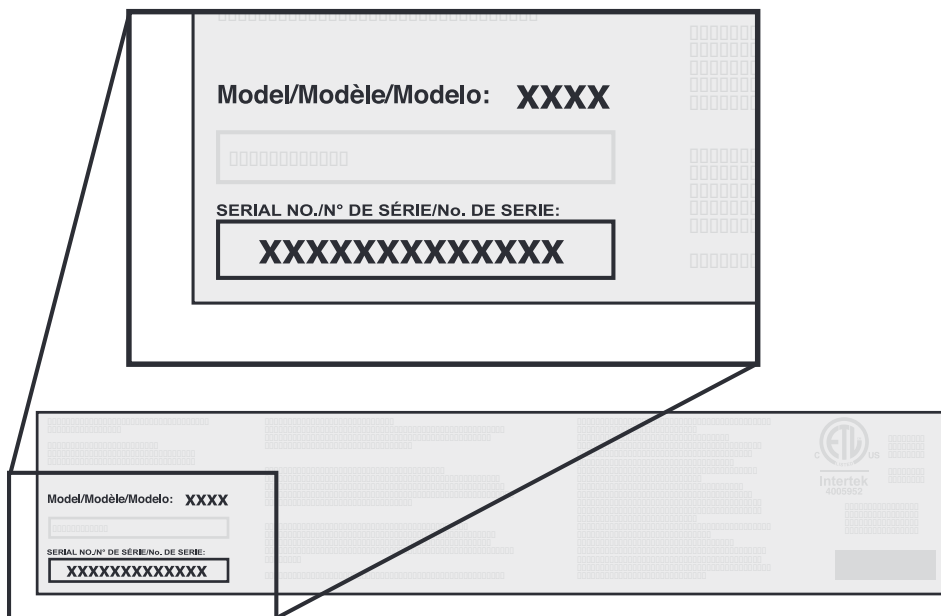 Model/Modèle/Modelo: XXXX
SERIAL NO./N° DE SÉRIE/No. DE SERIE:
XXXXXXXXXXXXX
Model/Modèle/Modelo: XXXX
SERIAL NO./N° DE SÉRIE/No. DE SERIE:
XXXXXXXXXXXXX
ETL
C US
Intertek
4005952